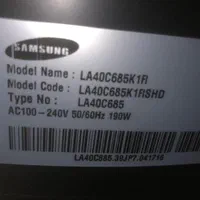 SAMSUNG
Model Name : LA40C685K1R
Model Code : LA40C685K1RSHD
Type No : LA40C685
AC100-240V 50/60Hz 190W